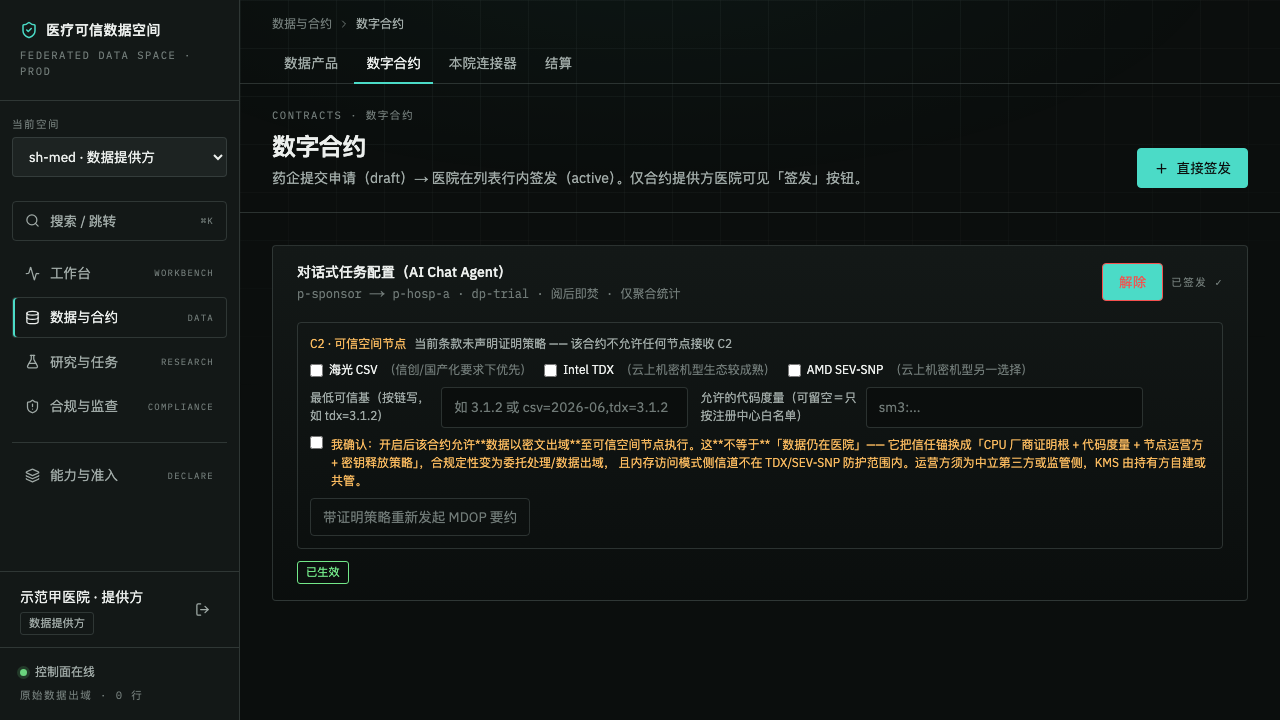 医疗可信数据空间
FEDERATED DATA SPACE ·
PROD
当前空间
sh-med · 数据提供方
搜索 / 跳转 ⌘K
工作台 WORKBENCH
数据与合约 DATA
研究与任务 RESEARCH
合规与监查 COMPLIANCE
能力与准入 DECLARE
示范甲医院 · 提供方
数据提供方
控制面在线
原始数据出域 · 0 行
数据与合约 › 数字合约
数据产品 数字合约 本院连接器 结算
CONTRACTS · 数字合约
数字合约
药企提交申请（draft）→ 医院在列表行内签发（active）。仅合约提供方医院可见「签发」按钮。
＋ 直接签发
对话式任务配置（AI Chat Agent）
p-sponsor → p-hosp-a · dp-trial · 阅后即焚 · 仅聚合统计
解除 已签发 ✓
C2 · 可信空间节点 当前条款未声明证明策略 —— 该合约不允许任何节点接收 C2
海光 CSV （信创/国产化要求下优先） Intel TDX （云上机密机型生态较成熟） AMD SEV-SNP （云上机密机型另一选择）
最低可信基（按链写，
如 tdx=3.1.2）
如 3.1.2 或 csv=2026-06,tdx=3.1.2
允许的代码度量（可留空＝只
按注册中心白名单）
sm3:...
我确认：开启后该合约允许**数据以密文出域**至可信空间节点执行。这**不等于**「数据仍在医院」—— 它把信任锚换成「CPU 厂商证明根 + 代码度量 + 节点运营方
+ 密钥释放策略」，合规定性变为委托处理/数据出域， 且内存访问模式侧信道不在 TDX/SEV-SNP 防护范围内。运营方须为中立第三方或监管侧，KMS 由持有方自建或
共管。
带证明策略重新发起 MDOP 要约
已生效